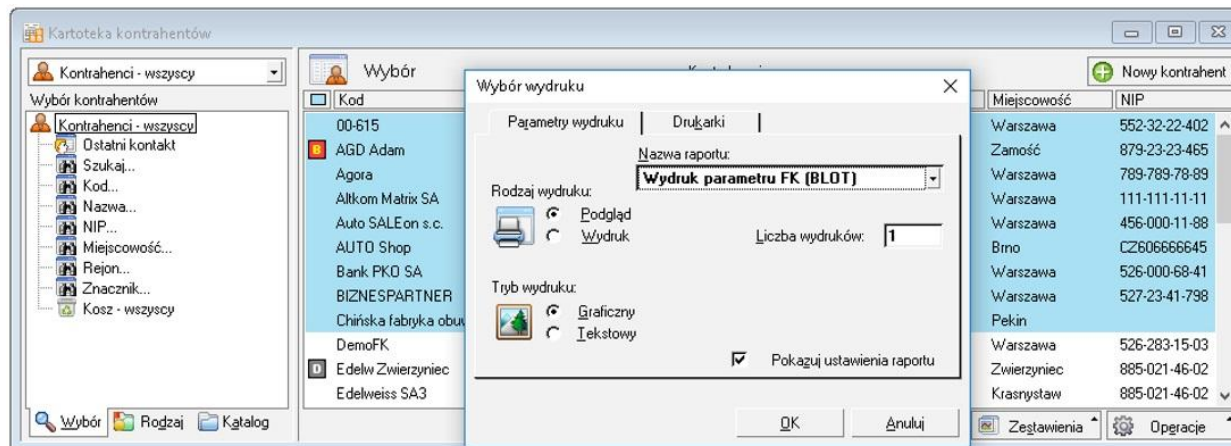 Kartoteka kontrahentów
Kontrahenci - wszyscy
Wybór kontrahentów
Kontrahenci - wszyscy
Ostatni kontakt
Szukaj...
Kod...
Nazwa...
NIP...
Miejscowość...
Rejon...
Znacznik...
Kosz - wszyscy
Wybór Rodzaj Katalog
Wybór
Nowy kontrahent
Kod Miejscowość NIP
00-615 Warszawa 552-32-22-402
B AGD Adam Zamość 879-23-23-465
Agora Warszawa 789-789-78-89
Altkom Matrix SA Warszawa 111-111-11-11
Auto SALEon s.c. Warszawa 456-000-11-88
AUTO Shop Brno CZ606666645
Bank PKO SA Warszawa 526-000-68-41
BIZNESPARTNER Warszawa 527-23-41-798
Chińska fabryka obuw Pekin
DemoFK Warszawa 526-283-15-03
D Edelw Zwierzyniec Zwierzyniec 885-021-46-02
Edelweiss SA3 Krasnystaw 885-021-46-02
Zestawienia Operacje
Wybór wydruku
Parametry wydruku Drukarki
Nazwa raportu:
Wydruk parametru FK (BLOT)
Rodzaj wydruku:
Podgląd
Wydruk
Liczba wydruków: 1
Tryb wydruku:
Graficzny
Tekstowy
Pokazuj ustawienia raportu
OK Anuluj